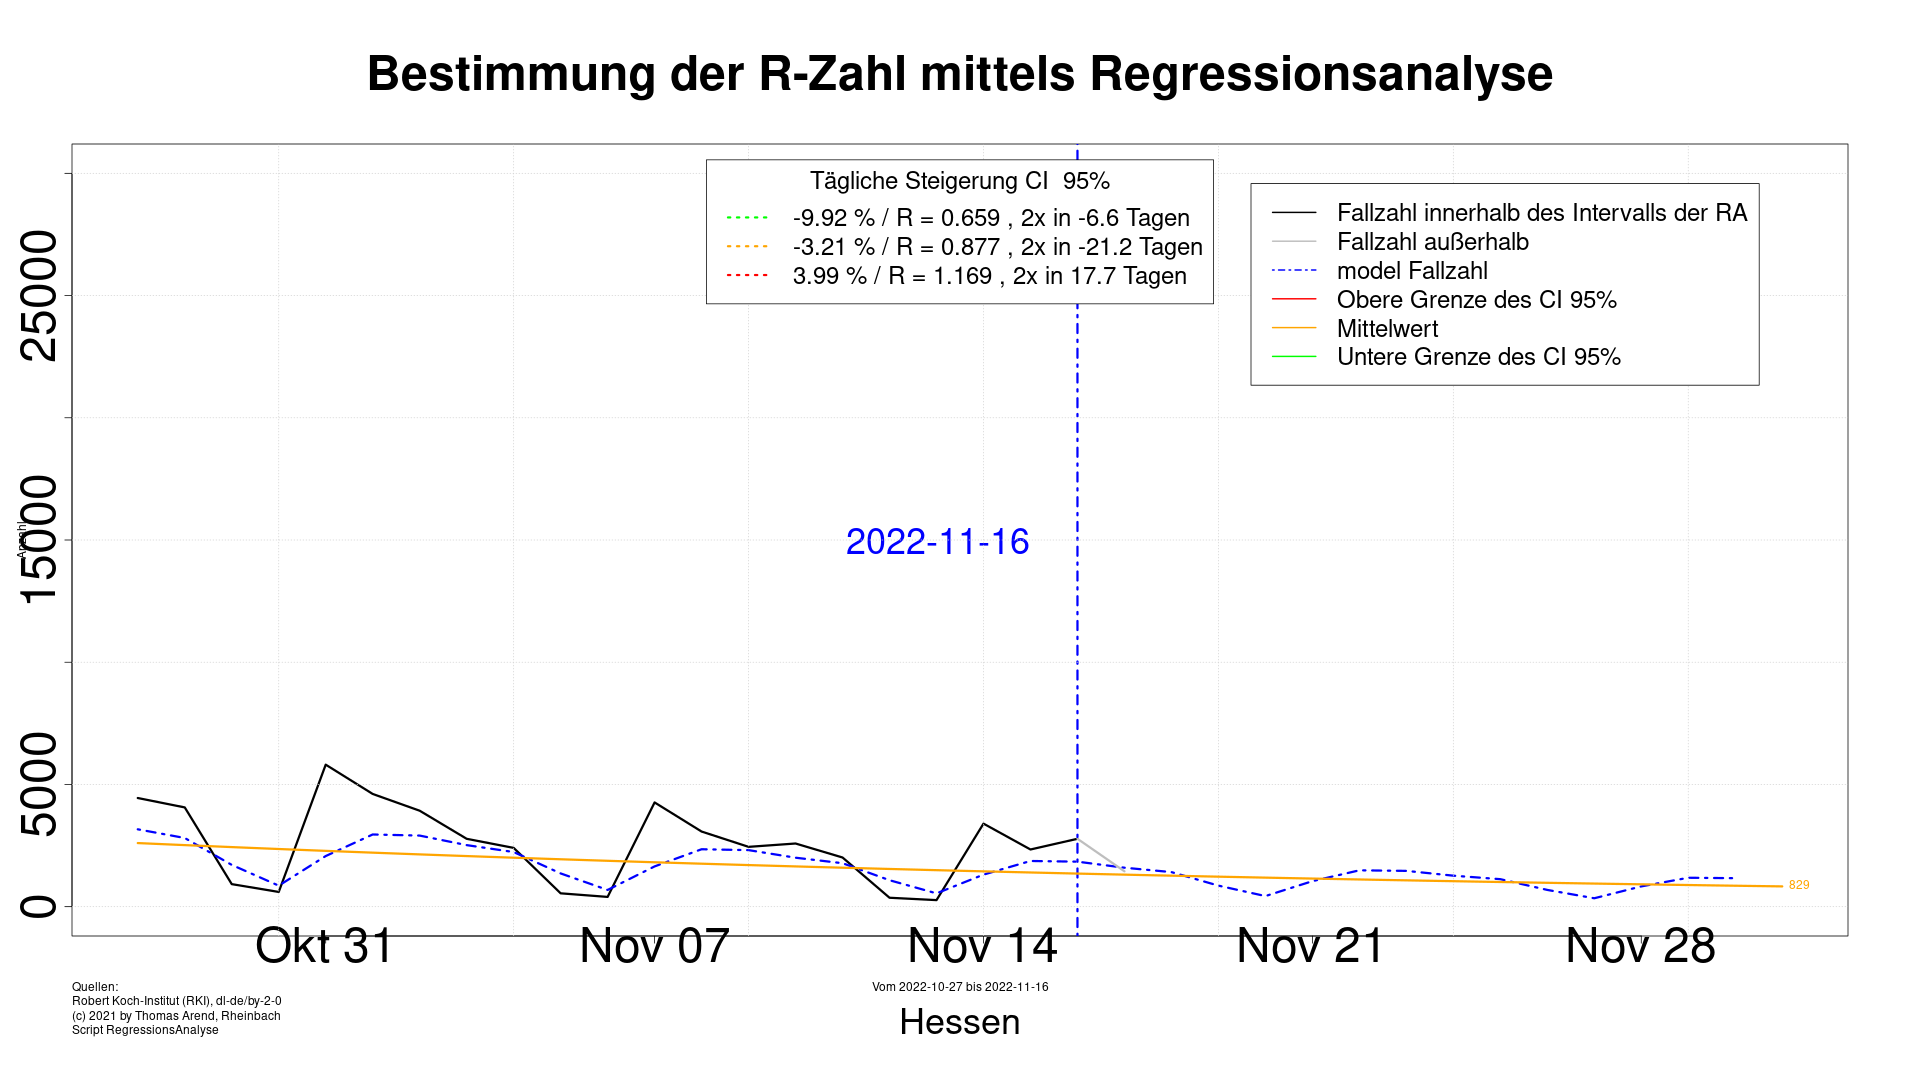 Bestimmung der R-Zahl mittels Regressionsanalyse
Tägliche Steigerung CI  95%
-9.92 % / R = 0.659 , 2x in -6.6 Tagen
-3.21 % / R = 0.877 , 2x in -21.2 Tagen
3.99 % / R = 1.169 , 2x in 17.7 Tagen
Fallzahl innerhalb des Intervalls der RA
Fallzahl außerhalb
model Fallzahl
Obere Grenze des CI 95%
Mittelwert
Untere Grenze des CI 95%
25000
15000
5000
0
Anzahl
2022-11-16
829
Okt 31
Nov 07
Nov 14
Nov 21
Nov 28
Quellen:
Robert Koch-Institut (RKI), dl-de/by-2-0
(c) 2021 by Thomas Arend, Rheinbach
Script RegressionsAnalyse
Vom 2022-10-27 bis 2022-11-16
Hessen